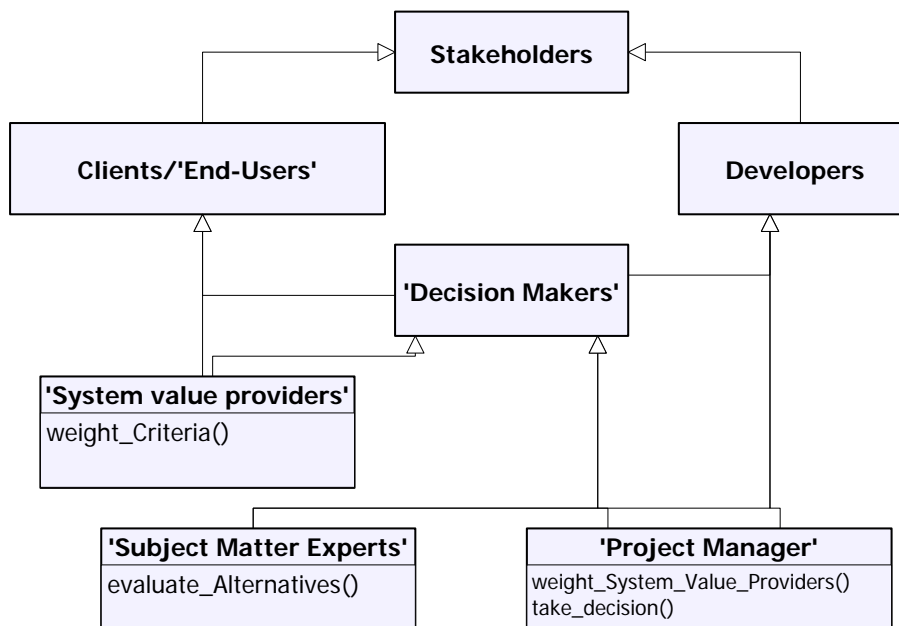 Stakeholders
Clients/'End-Users'
Developers
'Decision Makers'
'System value providers'
weight_Criteria()
'Subject Matter Experts'
evaluate_Alternatives()
'Project Manager'
weight_System_Value_Providers()
take_decision()